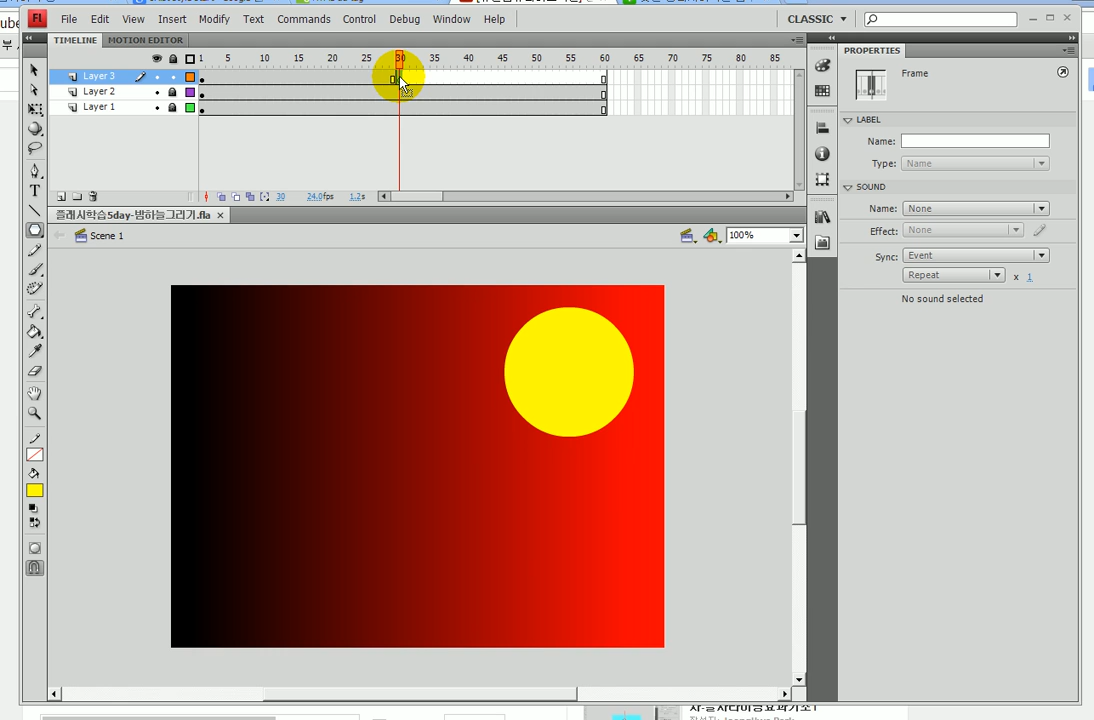 Fl File Edit View Insert Modify Text Commands Control Debug Window Help CLASSIC
TIMELINE MOTION EDITOR
1 5 10 15 20 25 30 35 40 45 50 55 60 65 70 75 80 85
Layer 3
Layer 2
Layer 1
30 24.0fps 1.2s
플래시학습5day-밤하늘그리기.fla
Scene 1
100%
PROPERTIES
Frame
LABEL
Name:
Type: Name
SOUND
Name: None
Effect: None
Sync: Event
Repeat x 1
No sound selected